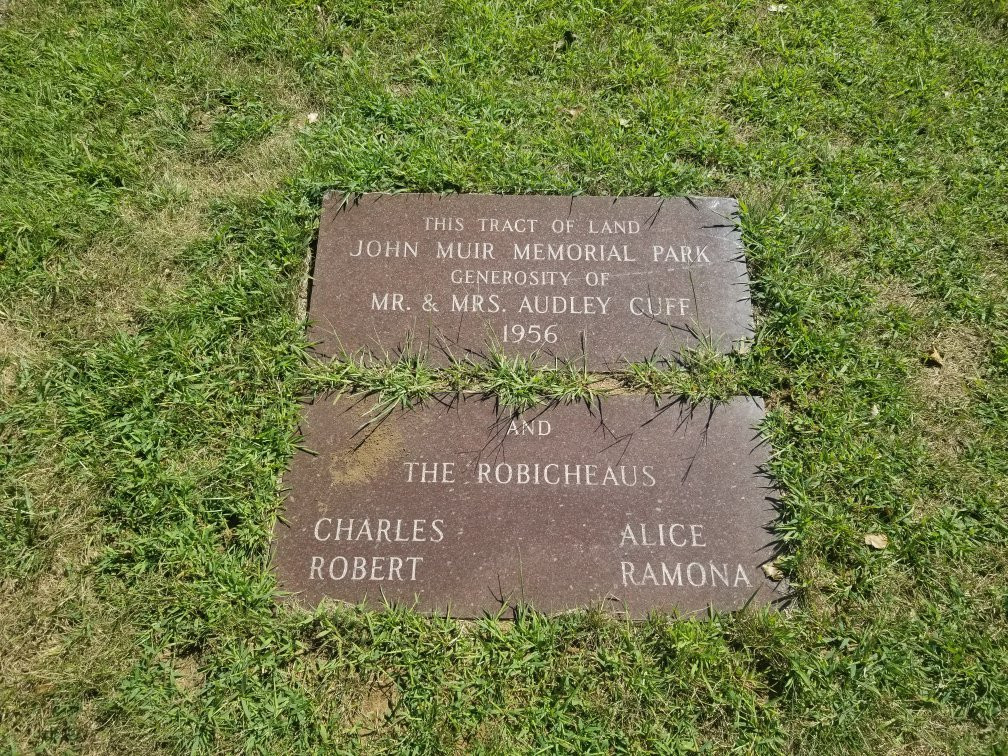 THIS TRACT OF LAND
JOHN MUIR MEMORIAL PARK
GENEROSITY OF
MR. & MRS. AUDLEY CUFF
1956
AND
THE ROBICHEAUS
CHARLES ALICE
ROBERT RAMONA